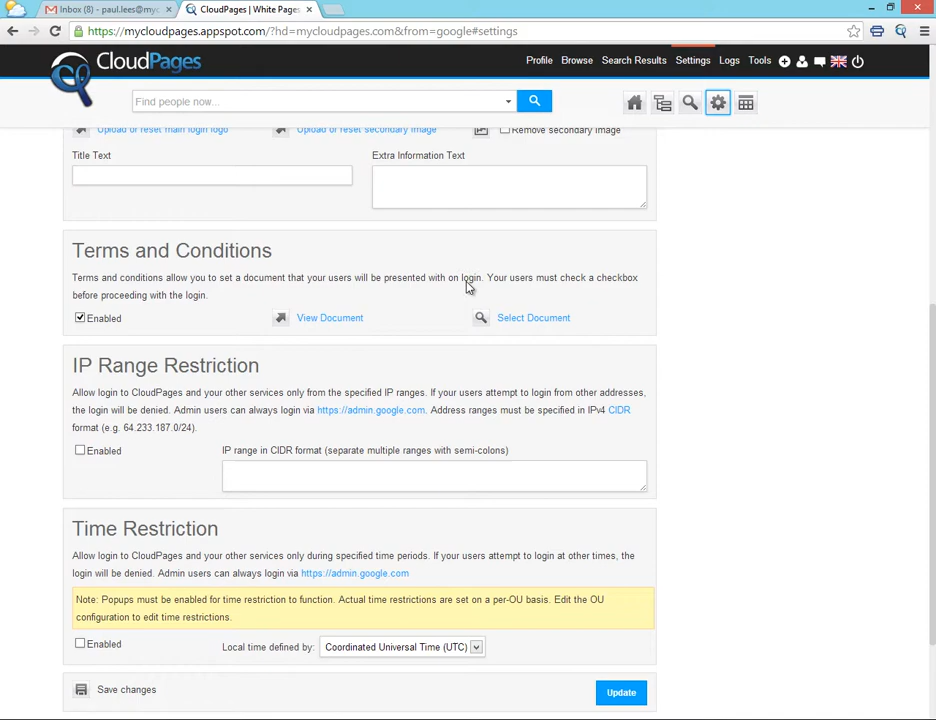 Inbox (8) - paul.lees@myc
CloudPages | White Pages
https://mycloudpages.appspot.com/?hd=mycloudpages.com&from=google#settings
CloudPages
Profile Browse Search Results Settings Logs Tools
Find people now...
Upload or reset main login logo Upload or reset secondary image Remove secondary image
Title Text Extra Information Text
Terms and Conditions
Terms and conditions allow you to set a document that your users will be presented with on login. Your users must check a checkbox
before proceeding with the login.
Enabled View Document Select Document
IP Range Restriction
Allow login to CloudPages and your other services only from the specified IP ranges. If your users attempt to login from other addresses,
the login will be denied. Admin users can always login via https://admin.google.com. Address ranges must be specified in IPv4 CIDR
format (e.g. 64.233.187.0/24).
Enabled IP range in CIDR format (separate multiple ranges with semi-colons)
Time Restriction
Allow login to CloudPages and your other services only during specified time periods. If your users attempt to login at other times, the
login will be denied. Admin users can always login via https://admin.google.com
Note: Popups must be enabled for time restriction to function. Actual time restrictions are set on a per-OU basis. Edit the OU
configuration to edit time restrictions.
Enabled Local time defined by: Coordinated Universal Time (UTC)
Save changes Update